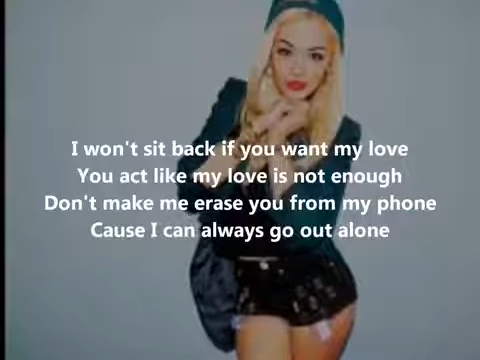 I won't sit back if you want my love
You act like my love is not enough
Don't make me erase you from my phone
Cause I can always go out alone